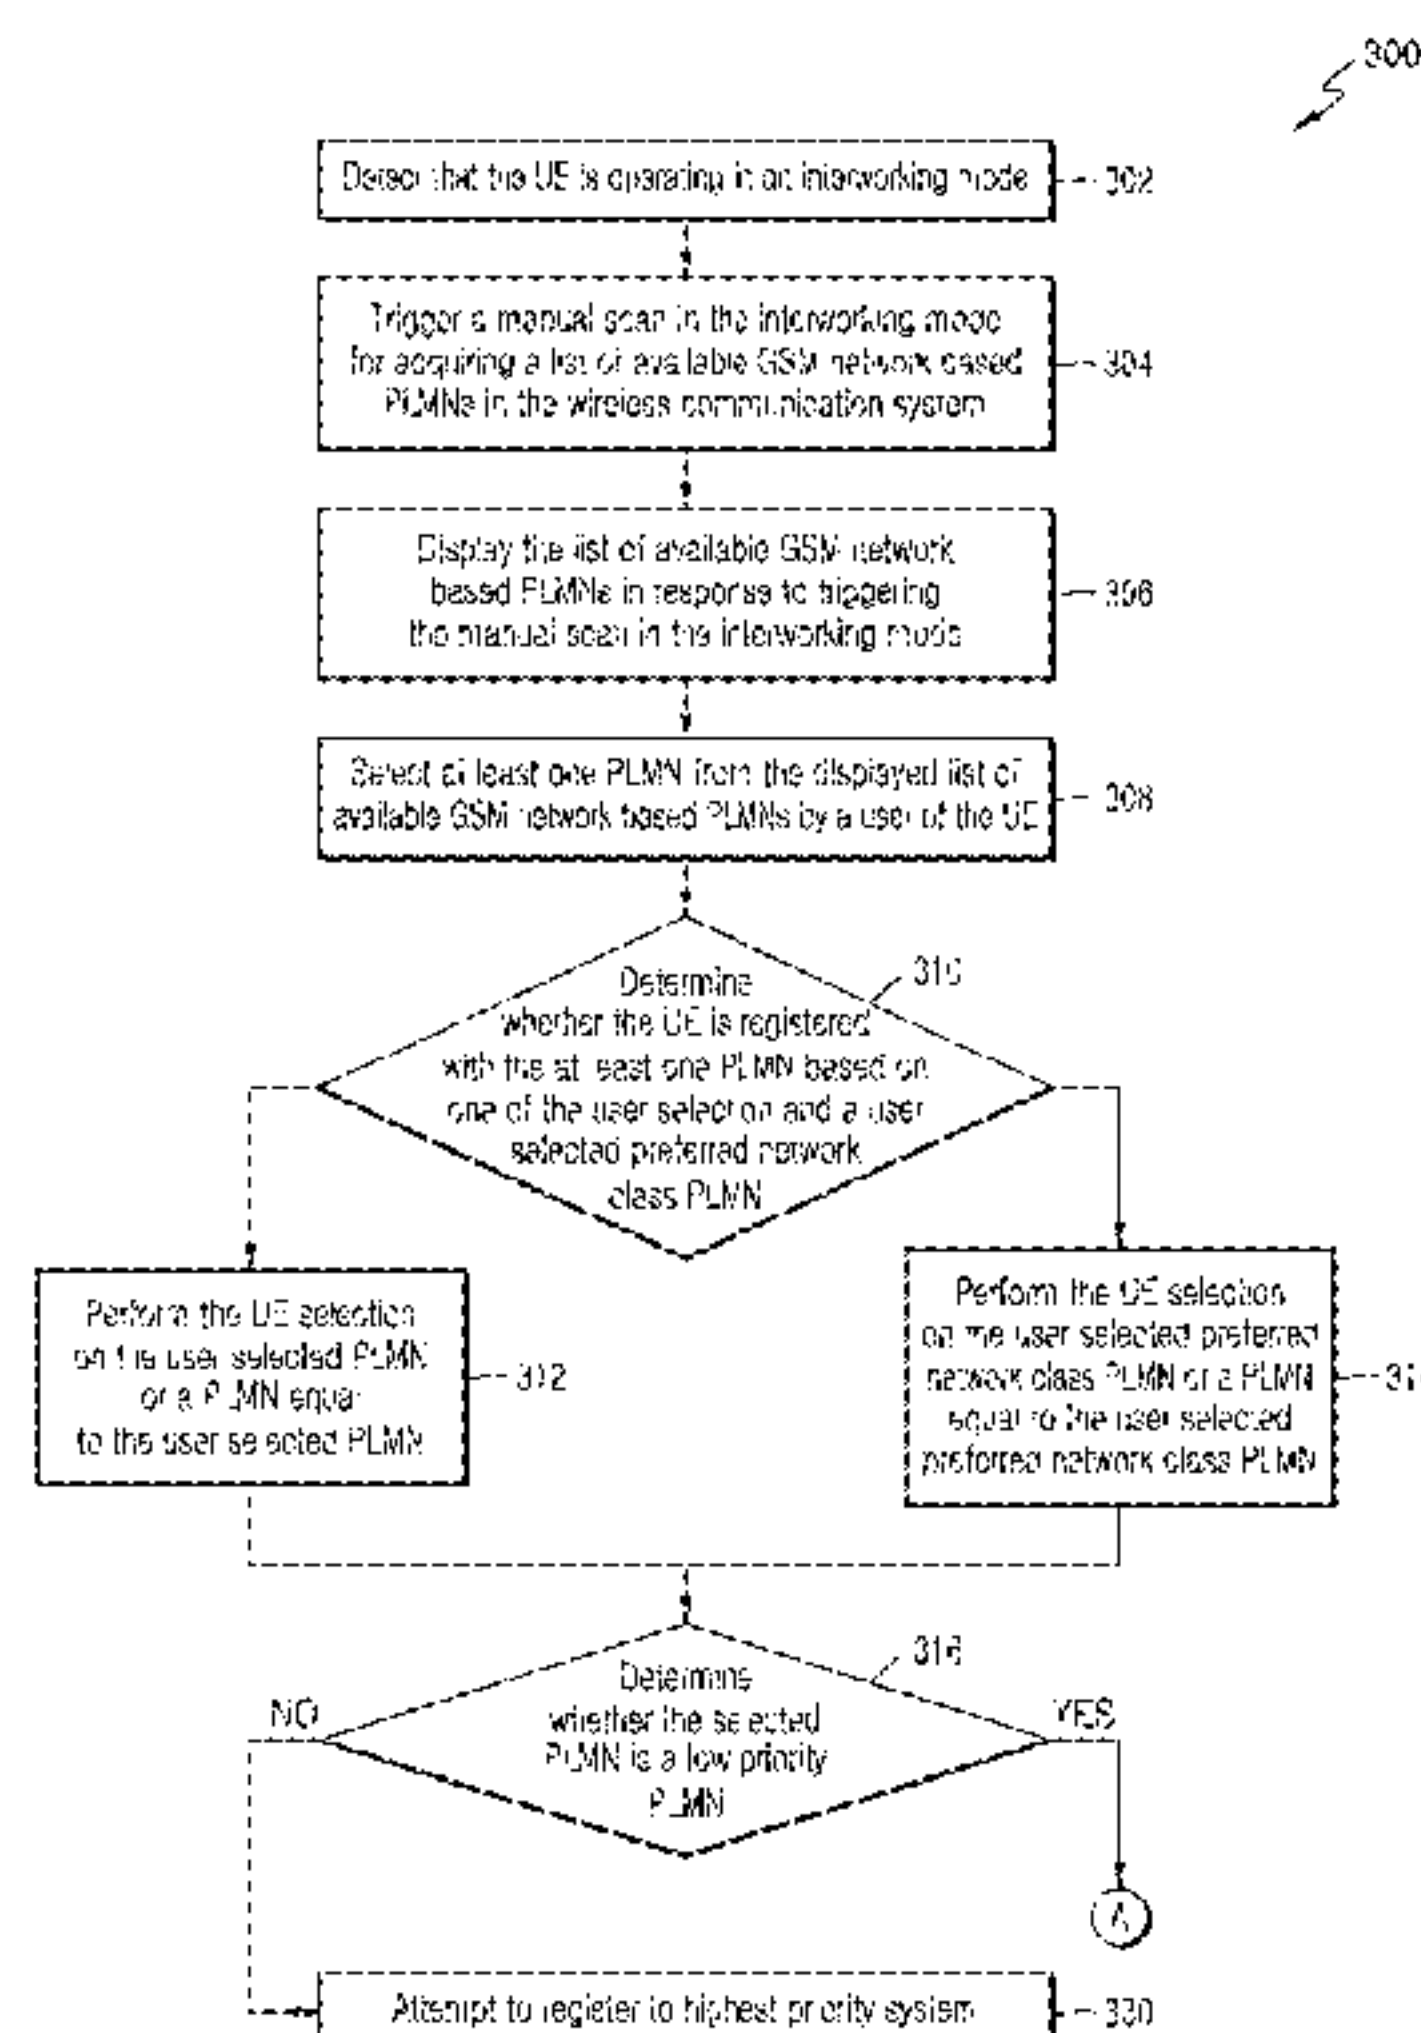 300
Detect that the UE is operating in an interworking mode
302
Trigger a manual scan in the interworking mode
for acquiring a list of available GSM network based
PLMNs in the wireless communication system
304
Display the list of available GSM network
based PLMNs in response to triggering
the manual scan in the interworking mode
306
Select at least one PLMN from the displayed list of
available GSM network based PLMNs by a user of the UE
308
Determine
whether the UE is registered
with the at least one PLMN based on
one of the user selection and a user
selected preferred network
class PLMN
310
Perform the UE selection
on the user selected PLMN
or a PLMN equal
to the user selected PLMN
312
Perform the UE selection
on the user selected preferred
network class PLMN or a PLMN
equal to the user selected
preferred network class PLMN
Determine
whether the selected
PLMN is a low priority
PLMN
316
NO
YES
A
Attempt to register to highest priority system
330